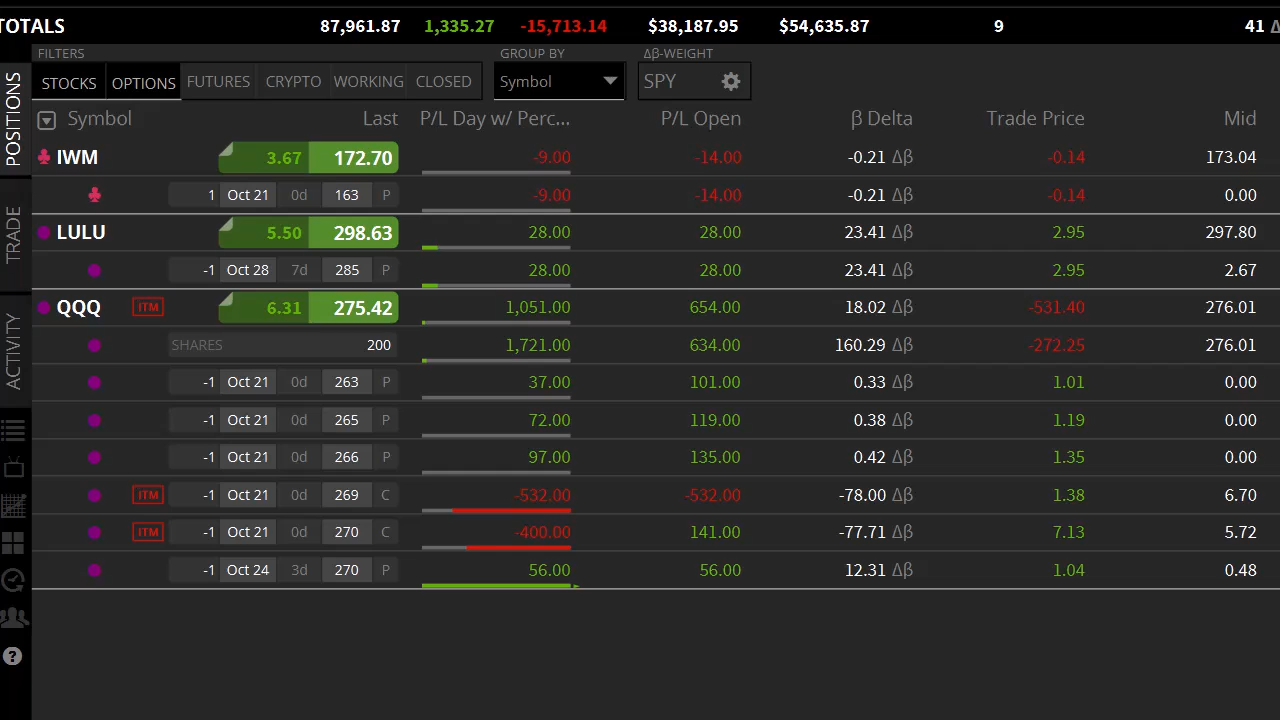 TOTALS 87,961.87 1,335.27 -15,713.14 $38,187.95 $54,635.87 9 41 Δ
FILTERS GROUP BY Δβ-WEIGHT
STOCKS OPTIONS FUTURES CRYPTO WORKING CLOSED Symbol SPY
Symbol Last P/L Day w/ Perc... P/L Open β Delta Trade Price Mid
IWM 3.67 172.70 -9.00 -14.00 -0.21 Δβ -0.14 173.04
1 Oct 21 0d 163 P -9.00 -14.00 -0.21 Δβ -0.14 0.00
LULU 5.50 298.63 28.00 28.00 23.41 Δβ 2.95 297.80
-1 Oct 28 7d 285 P 28.00 28.00 23.41 Δβ 2.95 2.67
QQQ ITM 6.31 275.42 1,051.00 654.00 18.02 Δβ -531.40 276.01
SHARES 200 1,721.00 634.00 160.29 Δβ -272.25 276.01
-1 Oct 21 0d 263 P 37.00 101.00 0.33 Δβ 1.01 0.00
-1 Oct 21 0d 265 P 72.00 119.00 0.38 Δβ 1.19 0.00
-1 Oct 21 0d 266 P 97.00 135.00 0.42 Δβ 1.35 0.00
ITM -1 Oct 21 0d 269 C -532.00 -532.00 -78.00 Δβ 1.38 6.70
ITM -1 Oct 21 0d 270 C -400.00 141.00 -77.71 Δβ 7.13 5.72
-1 Oct 24 3d 270 P 56.00 56.00 12.31 Δβ 1.04 0.48
POSITIONS
TRADE
ACTIVITY
?